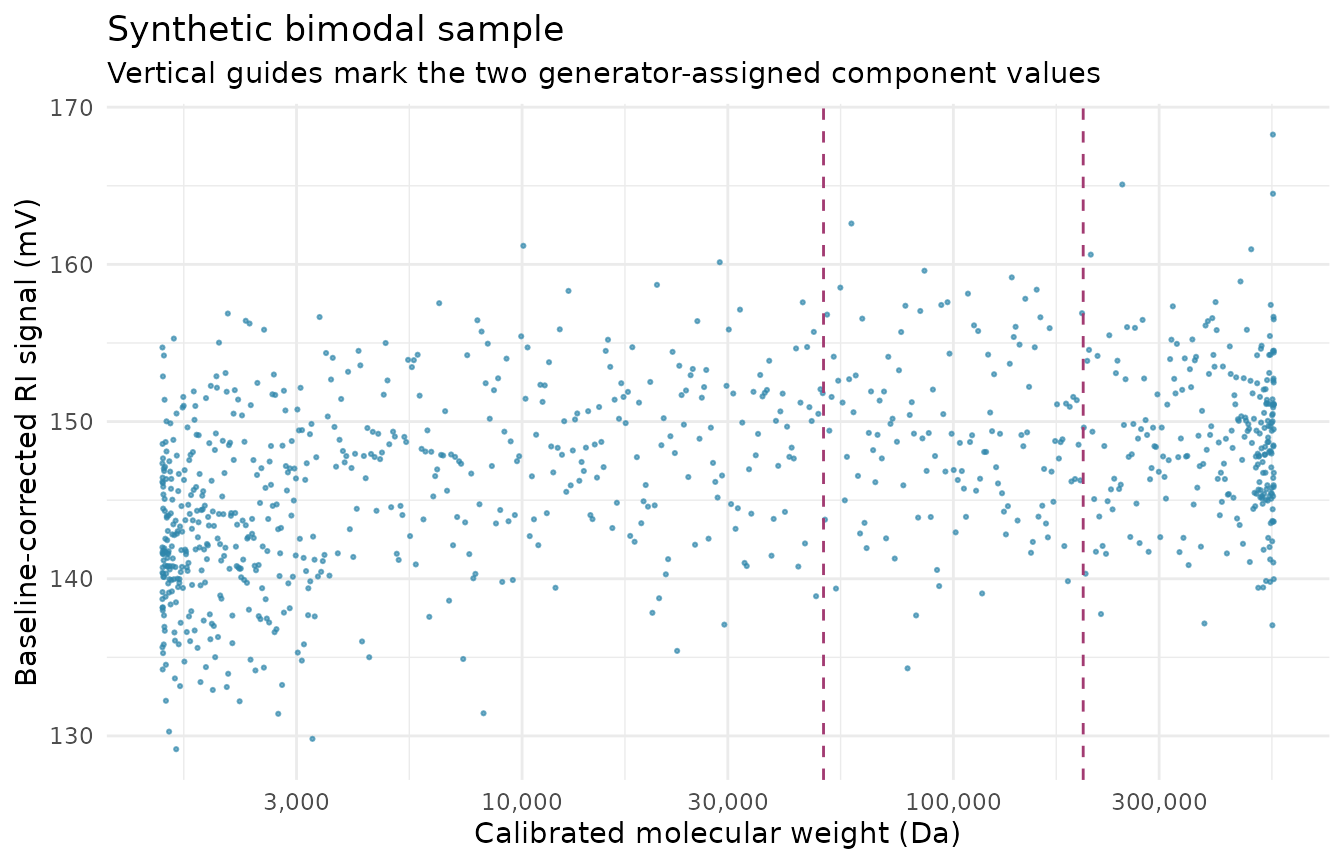 Synthetic bimodal sample
Vertical guides mark the two generator-assigned component values
Baseline-corrected RI signal (mV)
170
160
150
140
130
3,000
10,000
30,000
100,000
300,000
Calibrated molecular weight (Da)